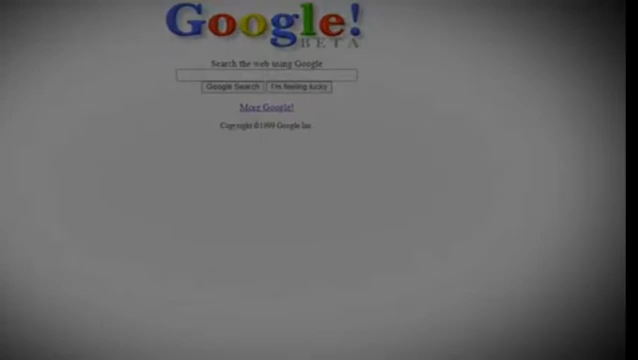 Google!
BETA
Search the web using Google
Google Search I'm feeling lucky
More Google!
Copyright ©1999 Google Inc.